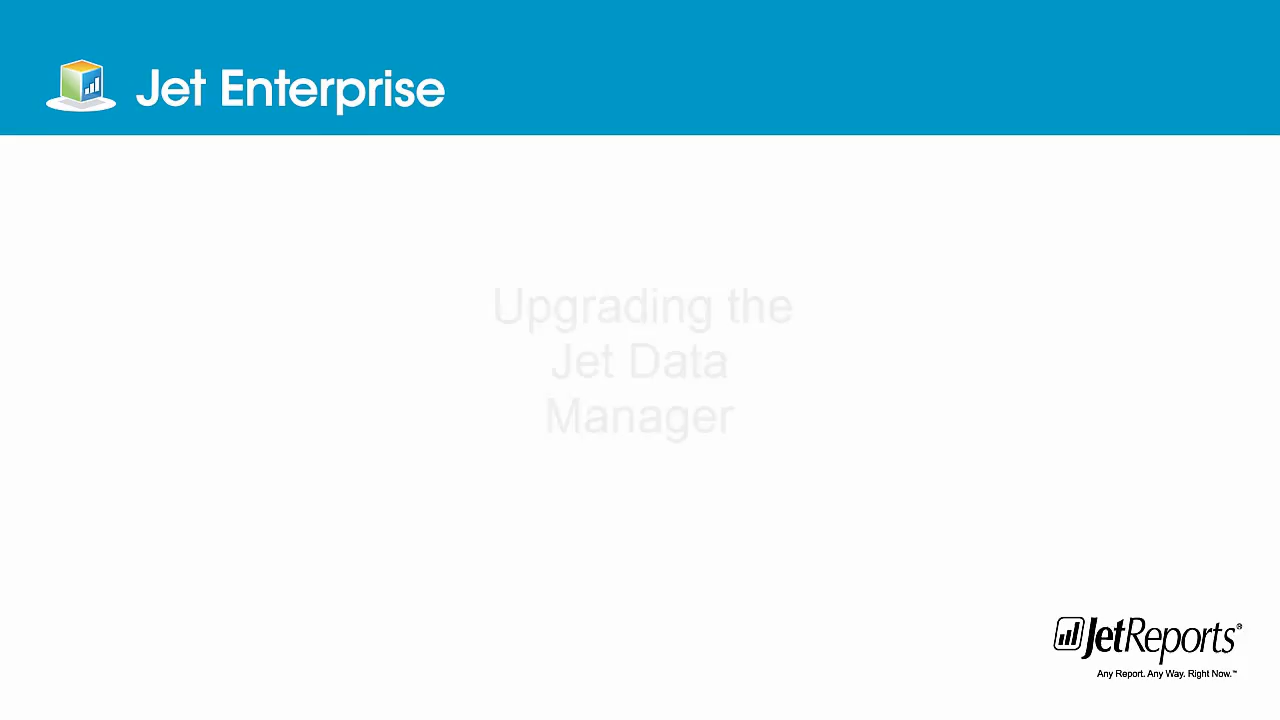 Jet Enterprise
Upgrading the
Jet Data
Manager
JetReports®
Any Report. Any Way. Right Now.™